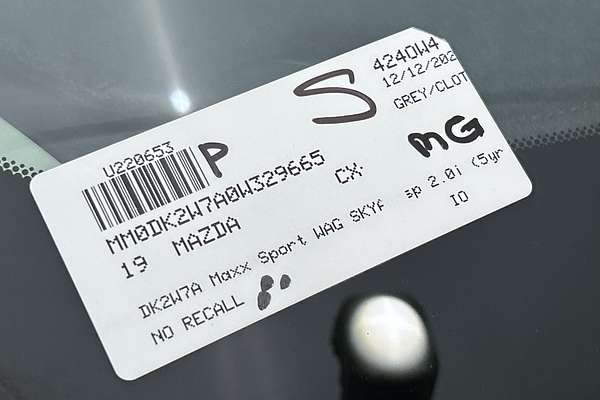 4240W4
12/12/202
GREY/CLOT
S
MG
U220653
P
MM0DK2W7A0W329665
19 MAZDA CX-
DK2W7A Maxx Sport WAG SKYA sp 2.0i (5yr
NO RECALL IO